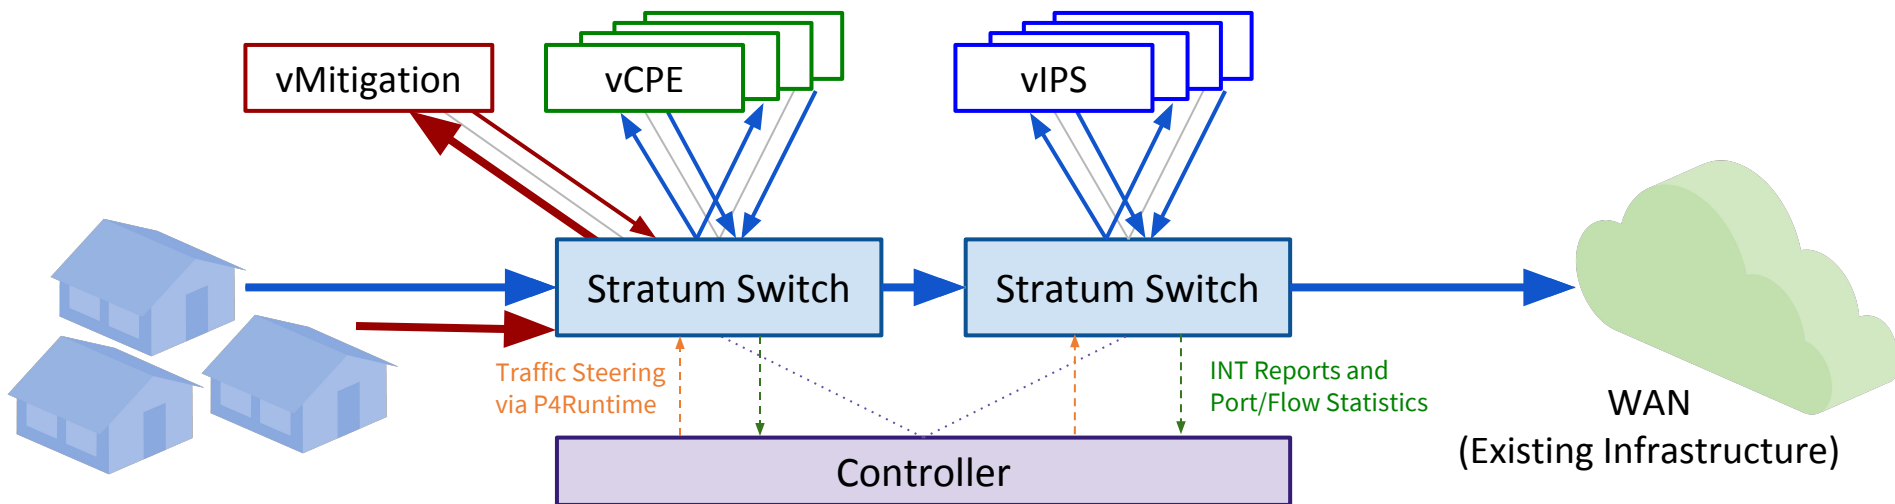 vMitigation
vCPE
vIPS
Stratum Switch
Stratum Switch
Traffic Steering
via P4Runtime
INT Reports and
Port/Flow Statistics
WAN
(Existing Infrastructure)
Controller